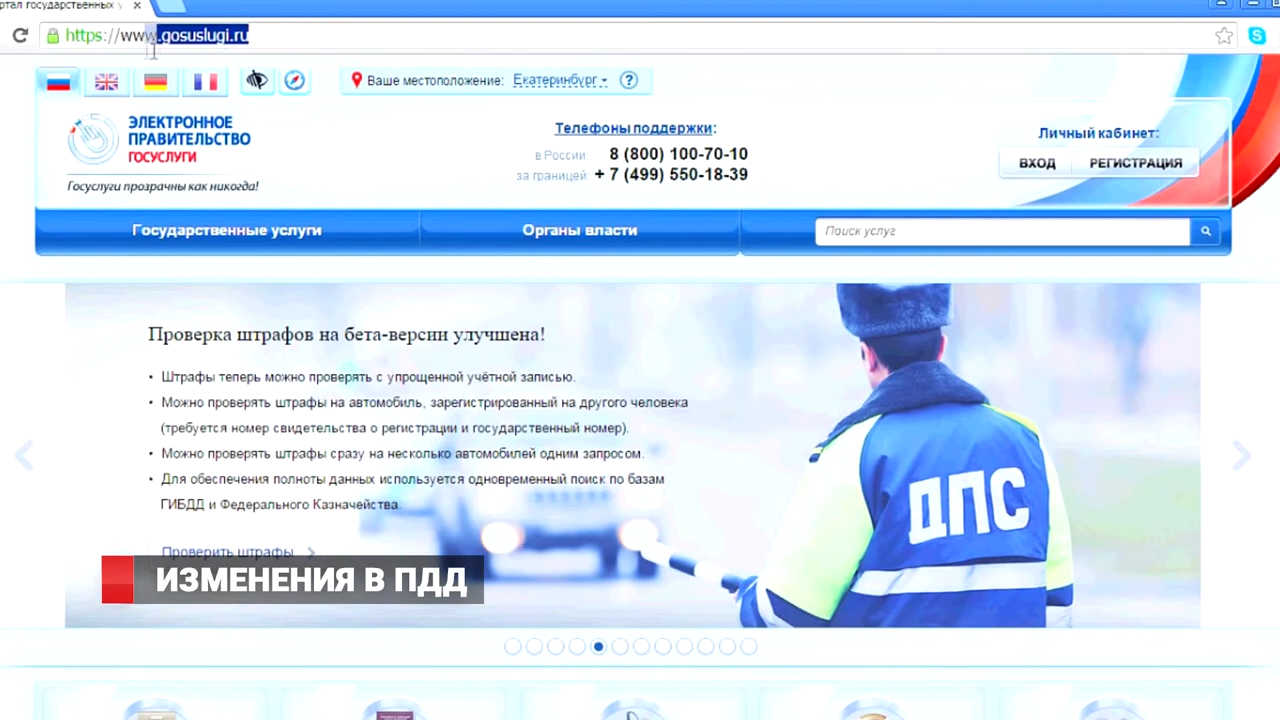 ртал государственных у
https://www.gosuslugi.ru
Ваше местоположение: Екатеринбург
?
ЭЛЕКТРОННОЕ
ПРАВИТЕЛЬСТВО
ГОСУСЛУГИ
Госуслуги прозрачны как никогда!
Телефоны поддержки:
в России: 8 (800) 100-70-10
за границей: + 7 (499) 550-18-39
Личный кабинет:
ВХОД РЕГИСТРАЦИЯ
Государственные услуги
Органы власти
Поиск услуг
Проверка штрафов на бета-версии улучшена!
• Штрафы теперь можно проверять с упрощенной учётной записью.
• Можно проверять штрафы на автомобиль, зарегистрированный на другого человека
(требуется номер свидетельства о регистрации и государственный номер).
• Можно проверять штрафы сразу на несколько автомобилей одним запросом.
• Для обеспечения полноты данных используется одновременный поиск по базам
ГИБДД и Федерального Казначейства.
Проверить штрафы
ДПС
ИЗМЕНЕНИЯ В ПДД